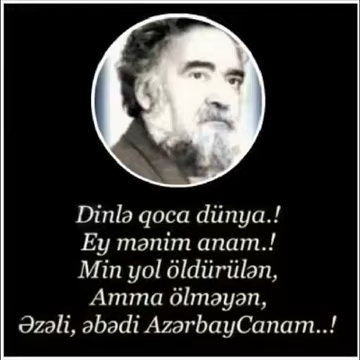 Dinlə qoca dünya.!
Ey mənim anam.!
Min yol öldürülən,
Amma ölməyən,
Əzəli, əbədi AzərbayCanam..!